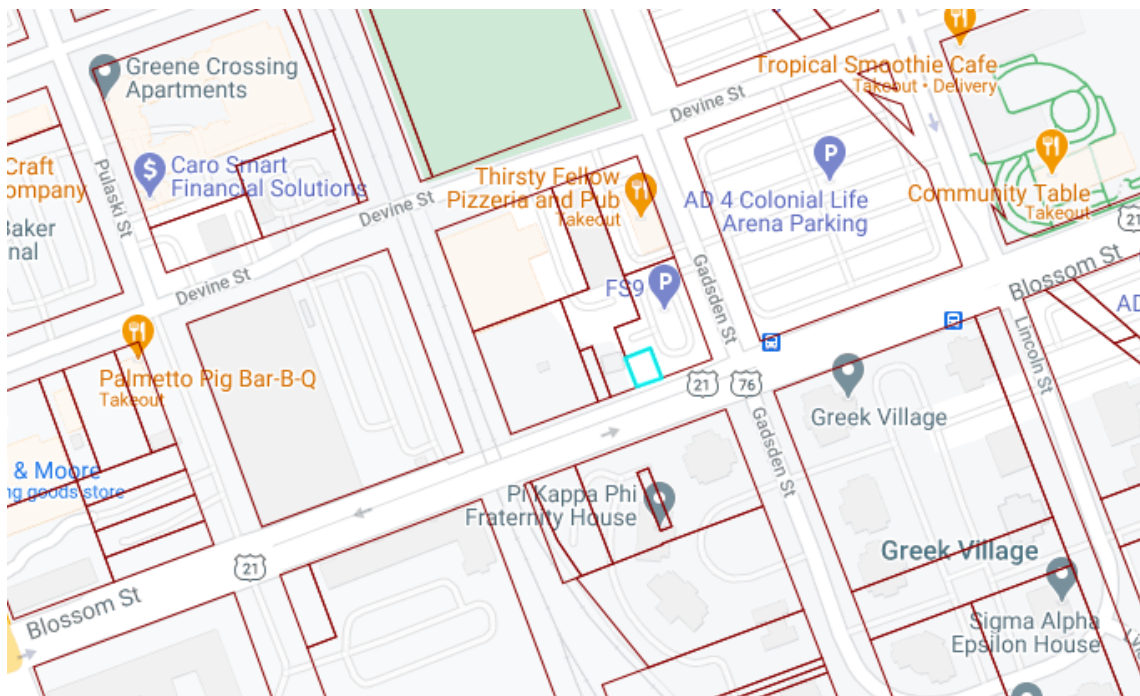 Greene Crossing
Apartments
Tropical Smoothie Cafe
Takeout • Delivery
Devine St
P
Craft
ompany
$
Caro Smart
Financial Solutions
Pulaski St
Thirsty Fellow
Pizzeria and Pub
Takeout
AD 4 Colonial Life
Arena Parking
Community Table
Takeout
21
Baker
nal
Devine St
Devine St
FS9
P
Gadsden St
Blossom St
AD
Lincoln St
Palmetto Pig Bar-B-Q
Takeout
21
76
Greek Village
Gadsden St
& Moore
ng goods store
Pi Kappa Phi
Fraternity House
21
Greek Village
Blossom St
Sigma Alpha
Epsilon House